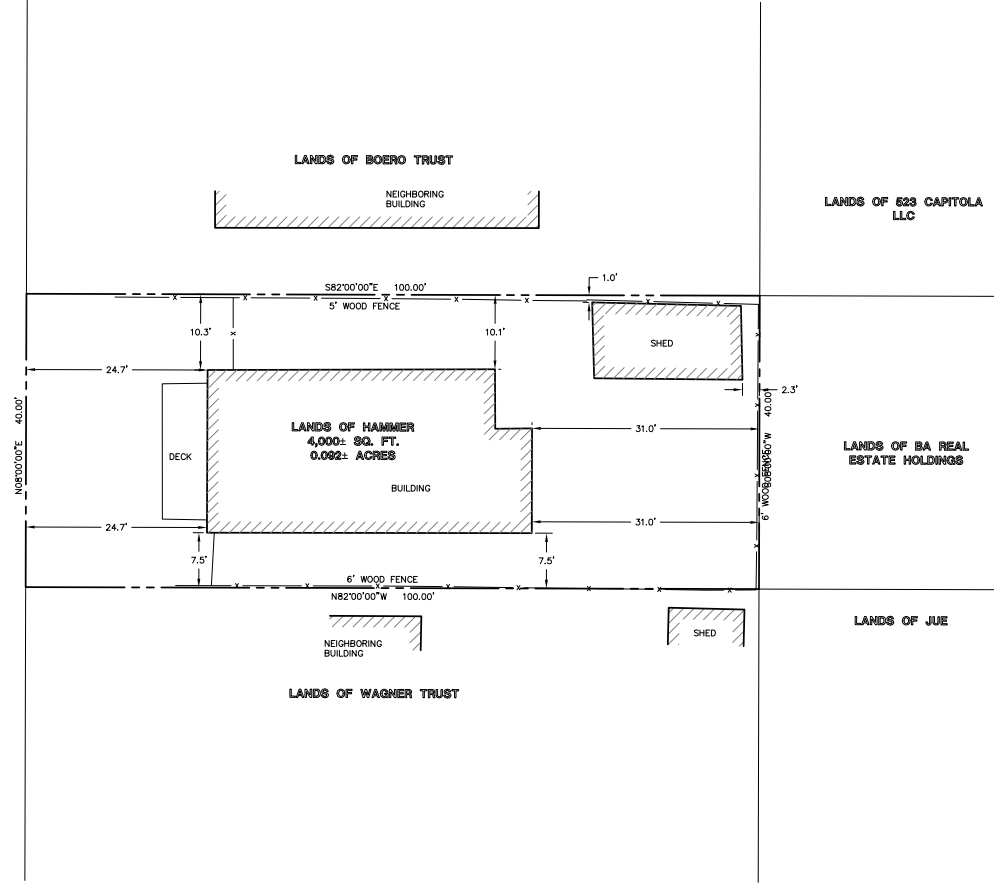 LANDS OF BOERO TRUST
NEIGHBORING
BUILDING
LANDS OF 523 CAPITOLA
LLC
1.0'
S82°00'00"E 100.00'
5' WOOD FENCE
10.3'
10.1'
SHED
24.7'
2.3'
N08°00'00"E 40.00'
LANDS OF HAMMER
4,000± SQ. FT.
0.092± ACRES
31.0'
DECK
BUILDING
6' WOOD FENCE
S08°00'00"W 40.00'
LANDS OF BA REAL
ESTATE HOLDINGS
24.7'
31.0'
7.5'
7.5'
6' WOOD FENCE
N82°00'00"W 100.00'
LANDS OF JUE
NEIGHBORING
BUILDING
SHED
LANDS OF WAGNER TRUST